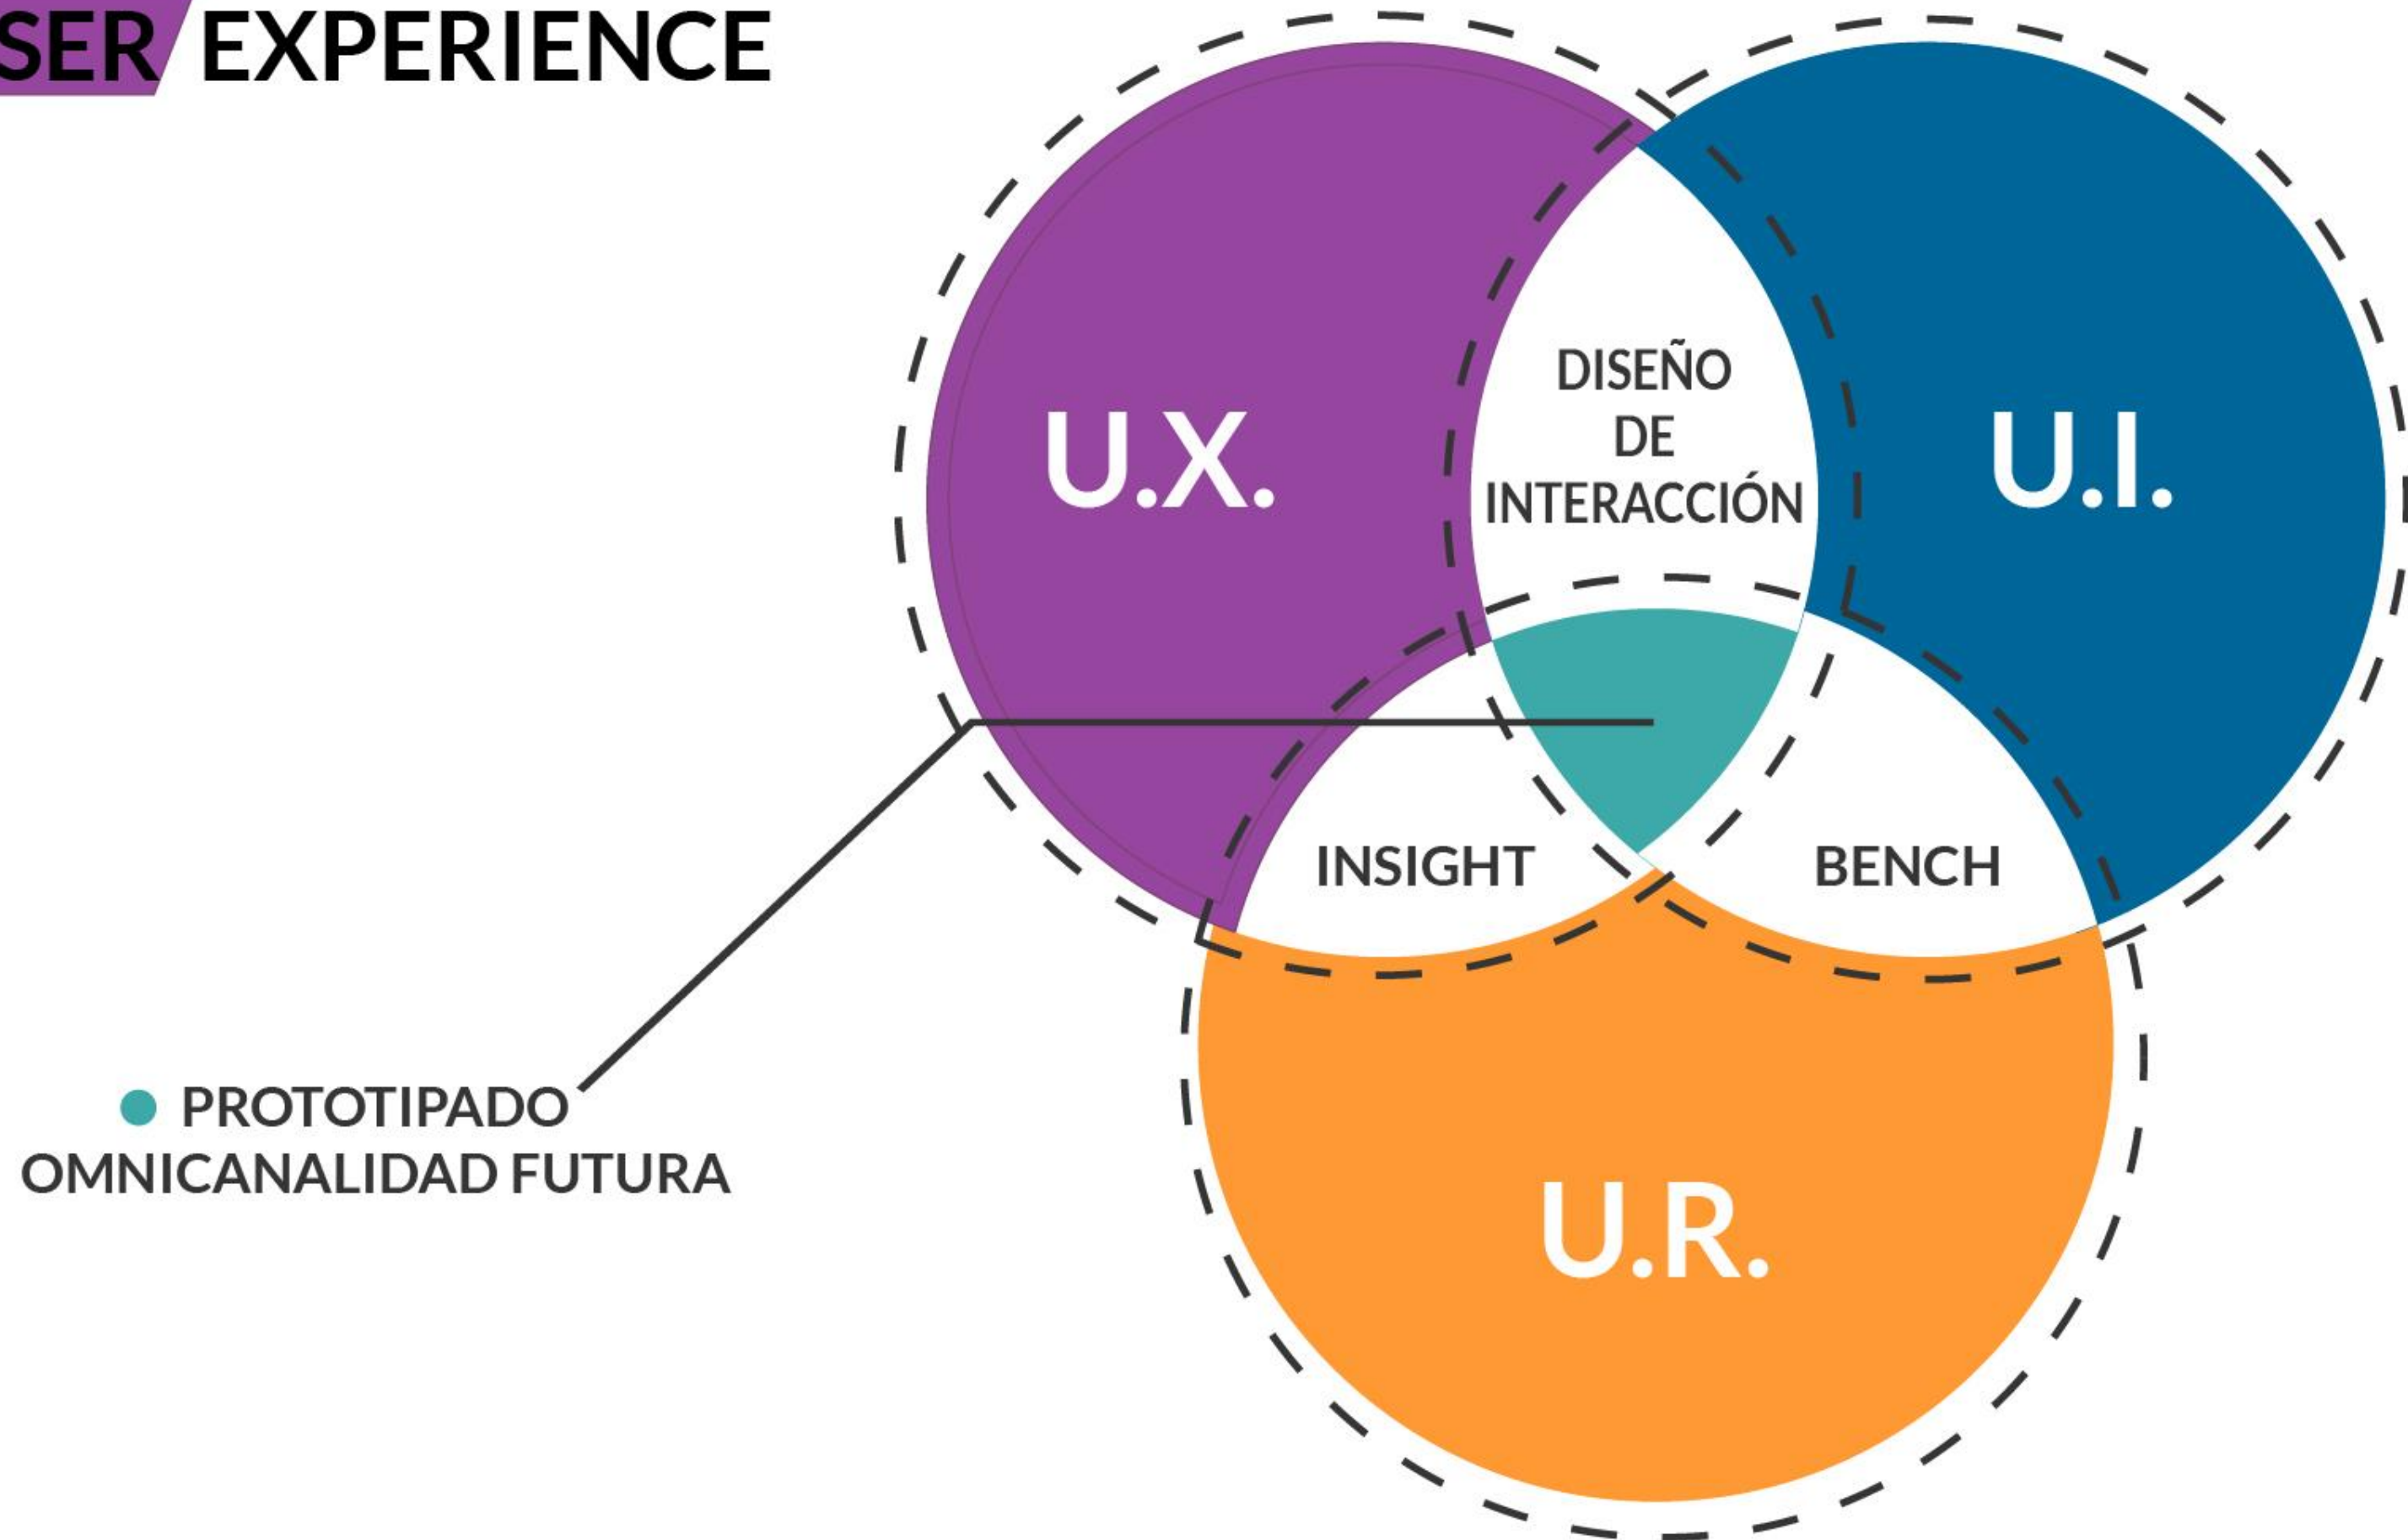 SER EXPERIENCE
DISEÑO
DE
INTERACCIÓN
U.X.
U.I.
INSIGHT
BENCH
PROTOTIPADO
OMNICANALIDAD FUTURA
U.R.